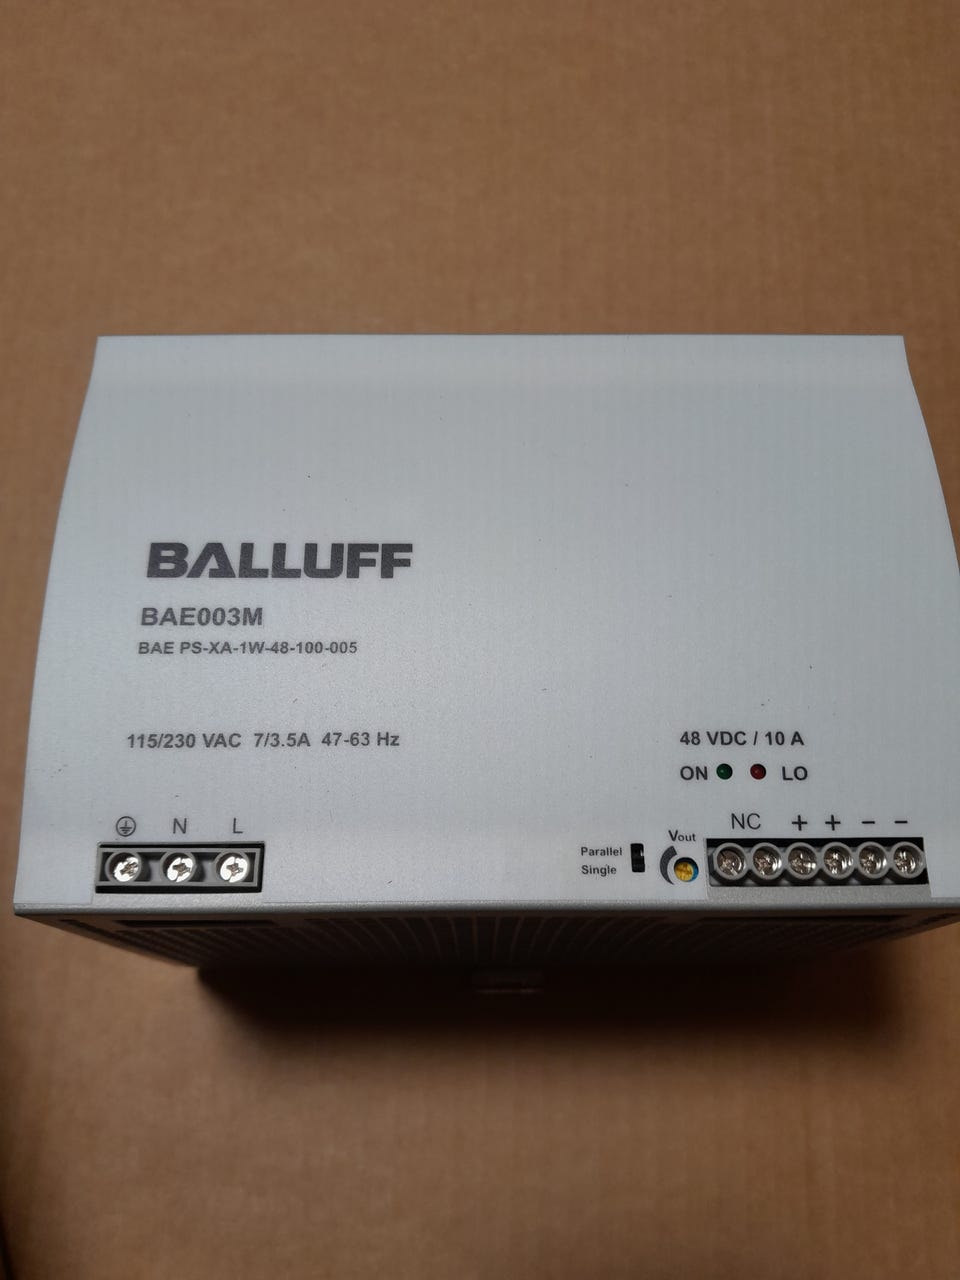 BALLUFF
BAE003M
BAE PS-XA-1W-48-100-005
115/230 VAC 7/3.5A 47-63 Hz
48 VDC / 10 A
ON LO
N L
NC + + - -
Vout
Parallel
Single